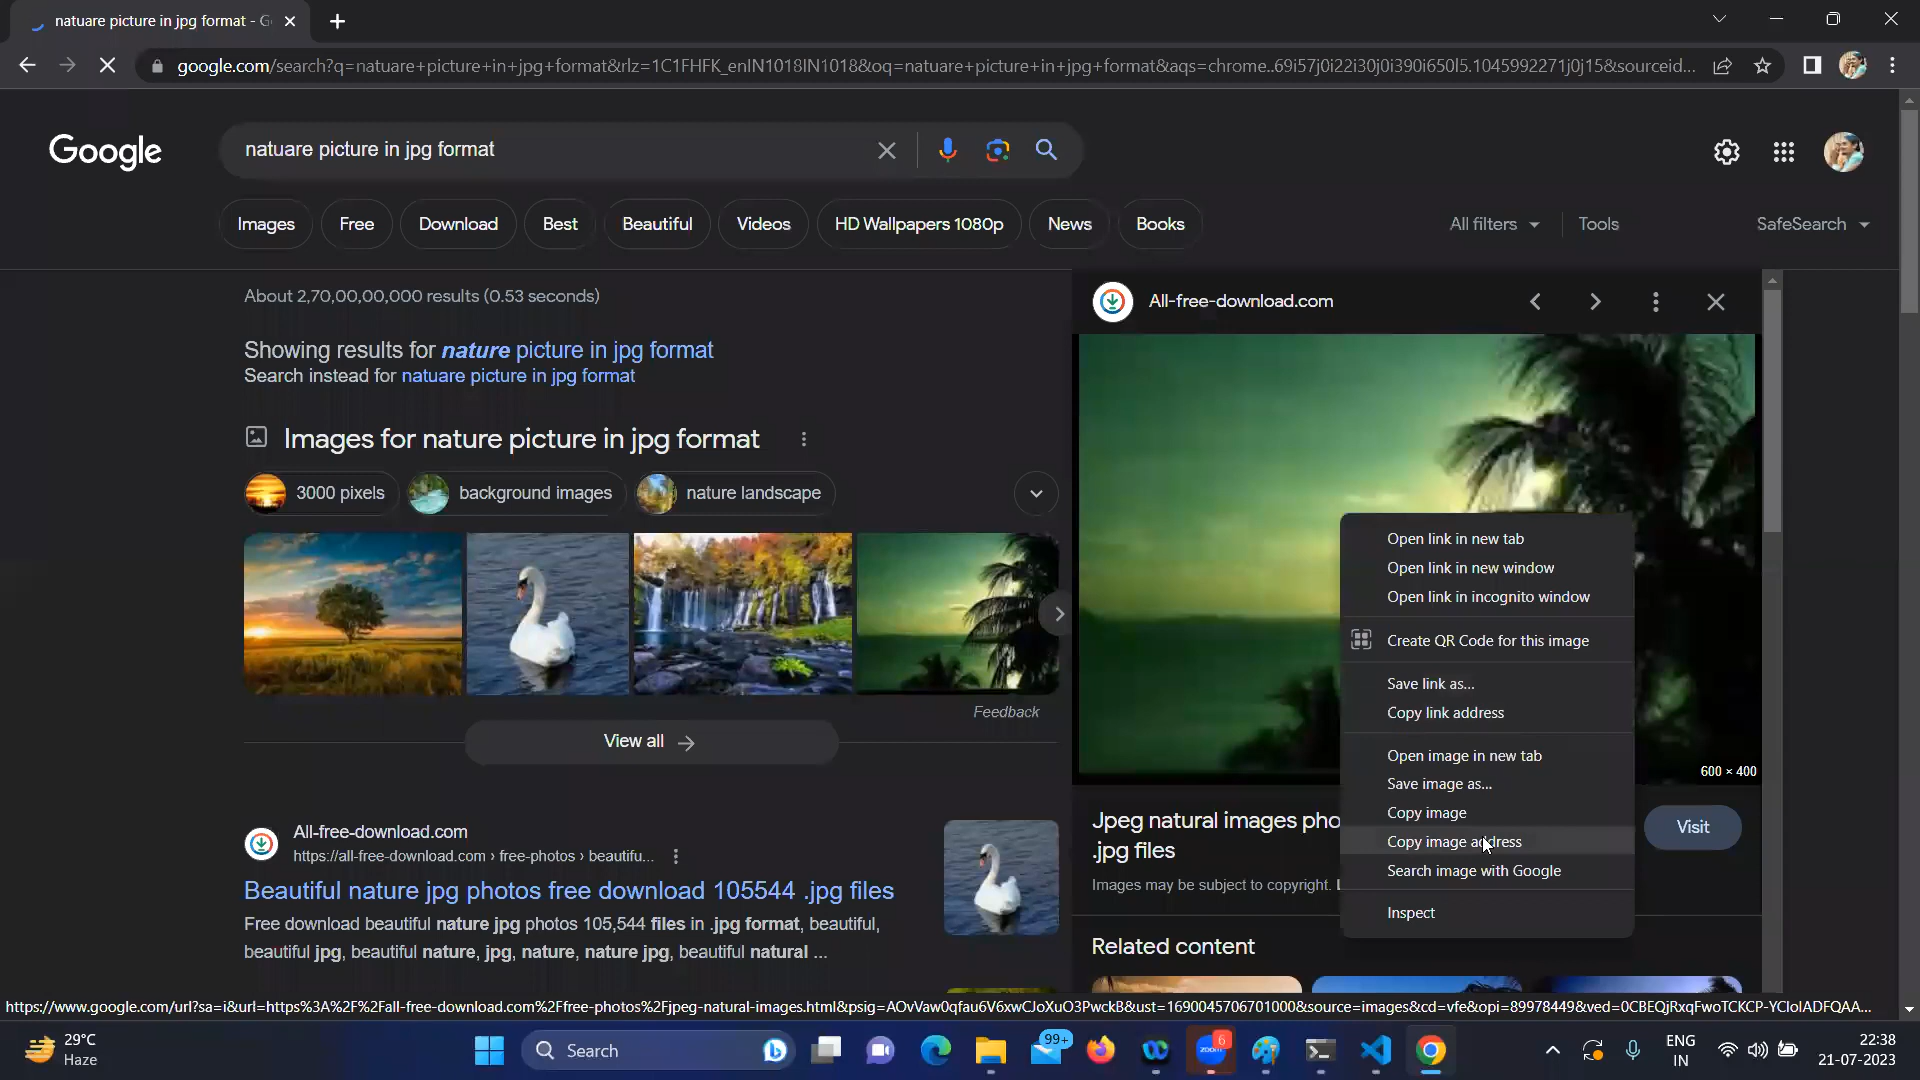 natuare picture in jpg format - G
google.com/search?q=natuare+picture+in+jpg+format&rlz=1C1FHFK_enIN1018IN1018&oq=natuare+picture+in+jpg+format&aqs=chrome..69i57j0i22i30j0i390i650l5.1045992271j0j15&sourceid...
Google
natuare picture in jpg format
Images
Free
Download
Best
Beautiful
Videos
HD Wallpapers 1080p
News
Books
All filters
Tools
SafeSearch
About 2,70,00,00,000 results (0.53 seconds)
Showing results for nature picture in jpg format
Search instead for natuare picture in jpg format
Images for nature picture in jpg format
3000 pixels
background images
nature landscape
Feedback
View all
All-free-download.com
https://all-free-download.com › free-photos › beautifu...
Beautiful nature jpg photos free download 105544 .jpg files
Free download beautiful nature jpg photos 105,544 files in .jpg format, beautiful,
beautiful jpg, beautiful nature, jpg, nature, nature jpg, beautiful natural ...
All-free-download.com
600 × 400
Jpeg natural images pho
.jpg files
Visit
Images may be subject to copyright.
Related content
Open link in new tab
Open link in new window
Open link in incognito window
Create QR Code for this image
Save link as...
Copy link address
Open image in new tab
Save image as...
Copy image
Copy image address
Search image with Google
Inspect
https://www.google.com/url?sa=i&url=https%3A%2F%2Fall-free-download.com%2Ffree-photos%2Fjpeg-natural-images.html&psig=AOvVaw0qfau6V6xwCJoXuO3PwckB&ust=1690045706701000&source=images&cd=vfe&opi=89978449&ved=0CBEQjRxqFwoTCKCP-YCIoIADFQAA...
29°C
Haze
Search
99+
zoom
6
ENG
IN
22:38
21-07-2023